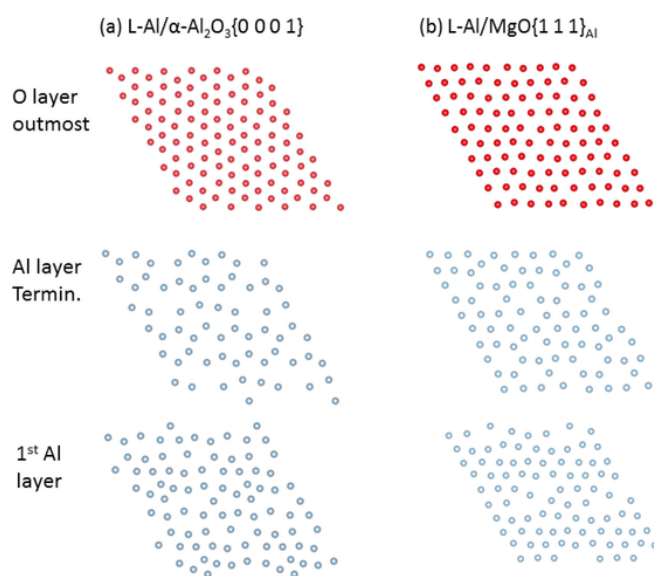 (a) L-Al/α-Al₂O₃{0 0 0 1}
(b) L-Al/MgO{1 1 1}Al
O layer
outmost
Al layer
Termin.
1st Al
layer